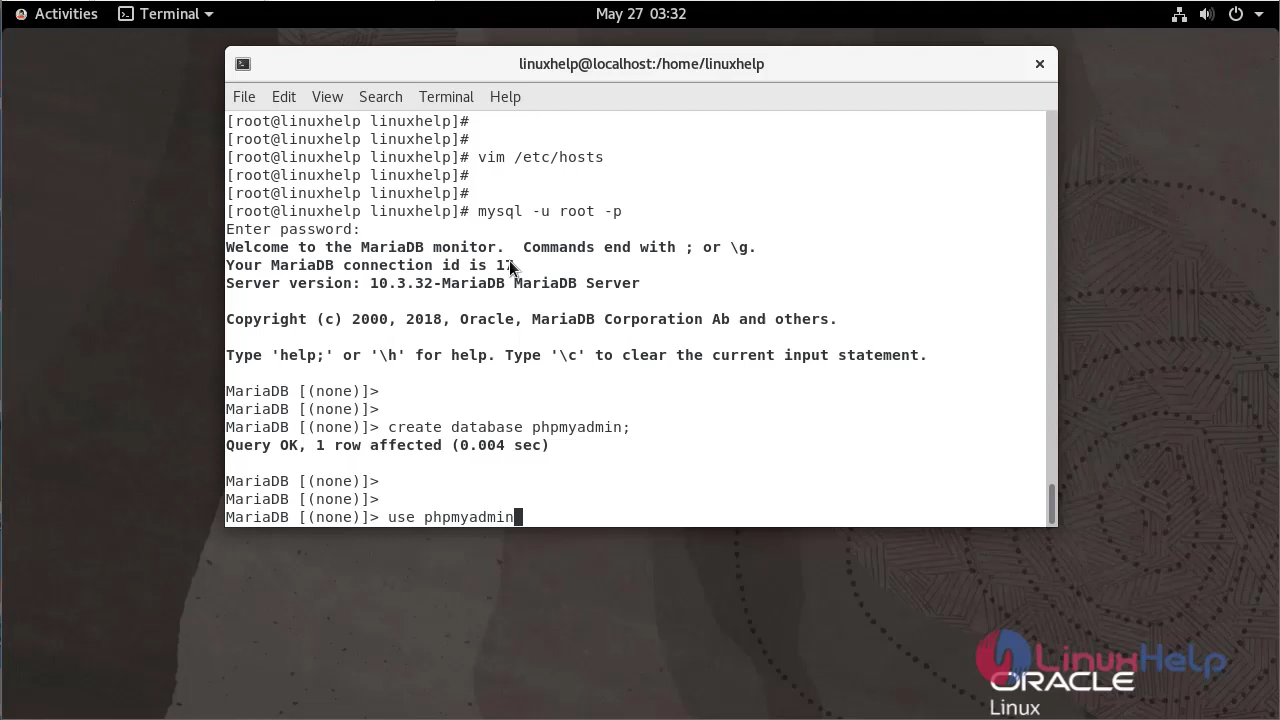 Activities Terminal May 27 03:32
linuxhelp@localhost:/home/linuxhelp
File Edit View Search Terminal Help
[root@linuxhelp linuxhelp]#
[root@linuxhelp linuxhelp]#
[root@linuxhelp linuxhelp]# vim /etc/hosts
[root@linuxhelp linuxhelp]#
[root@linuxhelp linuxhelp]#
[root@linuxhelp linuxhelp]# mysql -u root -p
Enter password:
Welcome to the MariaDB monitor.  Commands end with ; or \g.
Your MariaDB connection id is
Server version: 10.3.32-MariaDB MariaDB Server
Copyright (c) 2000, 2018, Oracle, MariaDB Corporation Ab and others.
Type 'help;' or '\h' for help. Type '\c' to clear the current input statement.
MariaDB [(none)]>
MariaDB [(none)]>
MariaDB [(none)]> create database phpmyadmin;
Query OK, 1 row affected (0.004 sec)
MariaDB [(none)]>
MariaDB [(none)]>
MariaDB [(none)]> use phpmyadmin
LinuxHelp
ORACLE
Linux